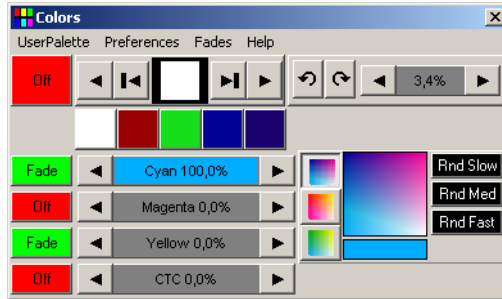 Colors
UserPalette Preferences Fades Help
Off
3,4%
Fade
Cyan 100,0%
Rnd Slow
Off
Magenta 0,0%
Rnd Med
Fade
Yellow 0,0%
Rnd Fast
Off
CTC 0,0%